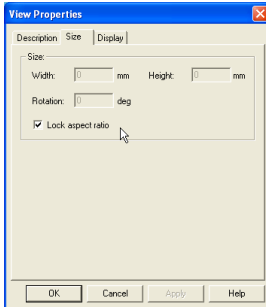 View Properties
Description Size Display
Size:
Width: 0 mm Height: 0 mm
Rotation: 0 deg
Lock aspect ratio
OK Cancel Apply Help